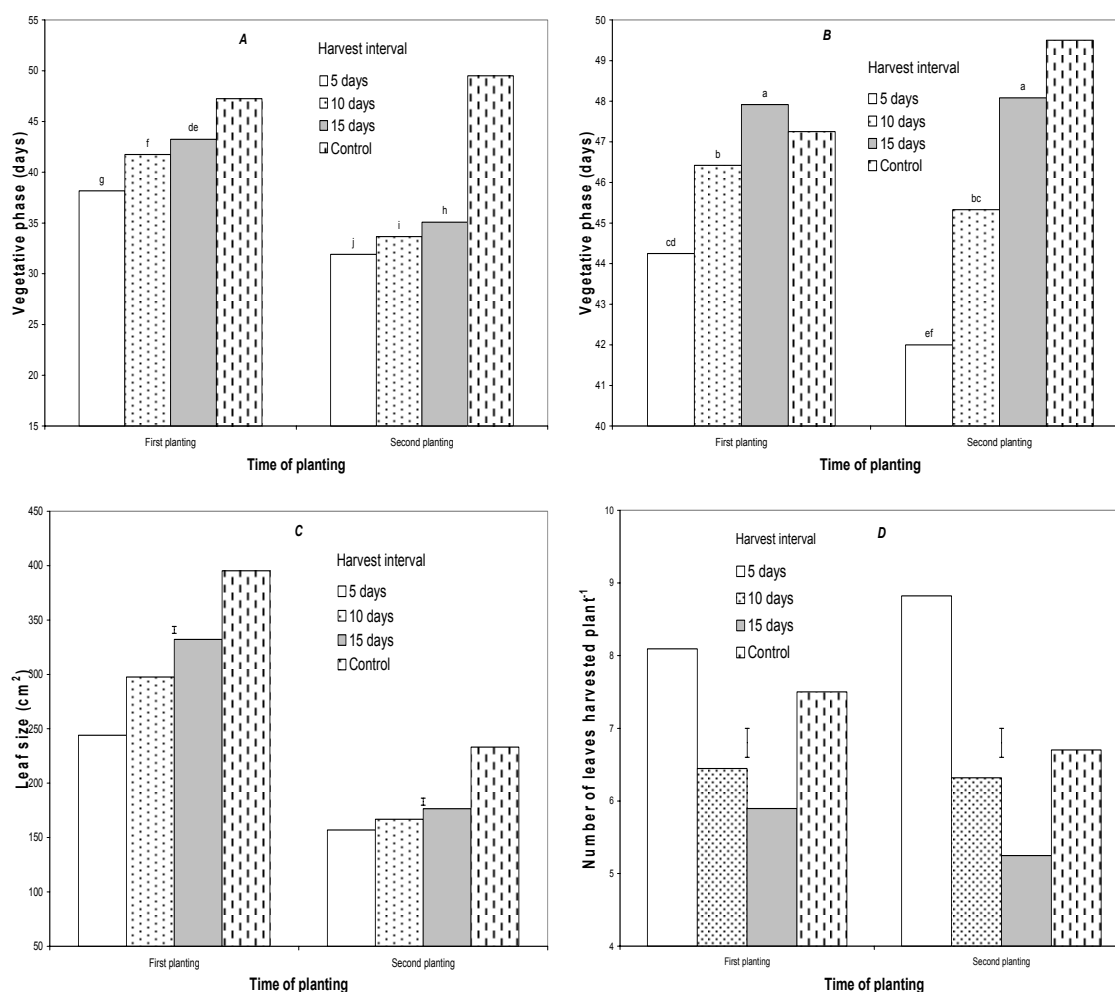 A
Harvest interval
5 days
10 days
15 days
Control
Vegetative phase (days)
55
50
45
40
35
30
25
20
15
g
f
de
j
i
h
First planting
Second planting
Time of planting
B
Harvest interval
5 days
10 days
15 days
Control
Vegetative phase (days)
50
49
48
47
46
45
44
43
42
41
40
cd
b
a
ef
bc
a
First planting
Second planting
Time of planting
C
Harvest interval
5 days
10 days
15 days
Control
Leaf size (cm²)
450
400
350
300
250
200
150
100
50
First planting
Second planting
Time of planting
D
Harvest interval
5 days
10 days
15 days
Control
Number of leaves harvested plant⁻¹
10
9
8
7
6
5
4
First planting
Second planting
Time of planting